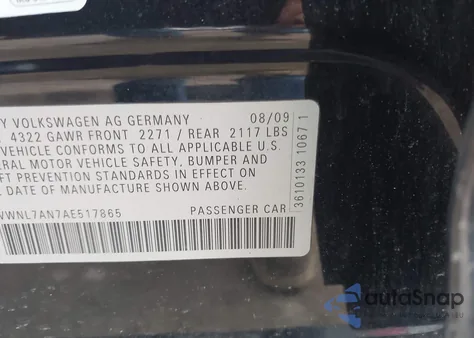 Y VOLKSWAGEN AG GERMANY 08/09
4322 GAWR FRONT 2271 / REAR 2117 LBS
VEHICLE CONFORMS TO ALL APPLICABLE U.S.
ERAL MOTOR VEHICLE SAFETY, BUMPER AND
FT PREVENTION STANDARDS IN EFFECT ON
DATE OF MANUFACTURE SHOWN ABOVE.
VWNL7AN7AE517865 PASSENGER CAR
3610133 1067 1
autoSnap